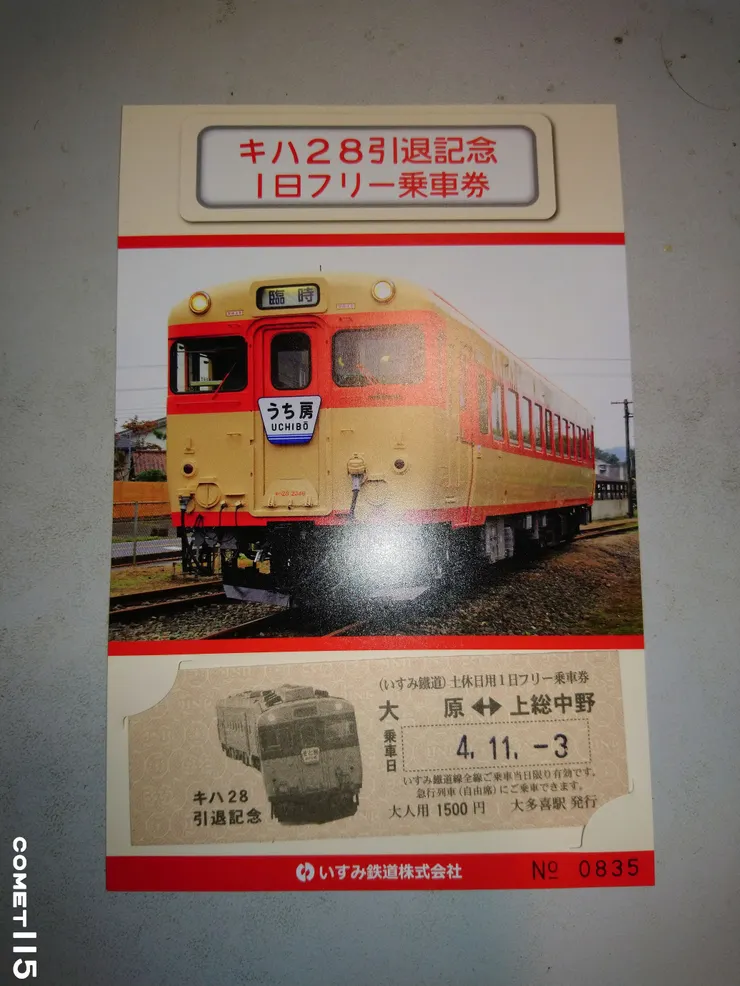 キハ28引退記念
1日フリー乗車券
臨時
うち房
UCHIBŌ
(いすみ鐵道)土休日用1日フリー乗車券
大原⬌上総中野
乗車日
4.11.-3
いすみ鐵道線全線ご乗車当日限り有効です。
急行列車(自由席)にご乗車できます。
大人用 1500円 大多喜駅 発行
キハ28
引退記念
いすみ鉄道株式会社
No 0835
COMET115